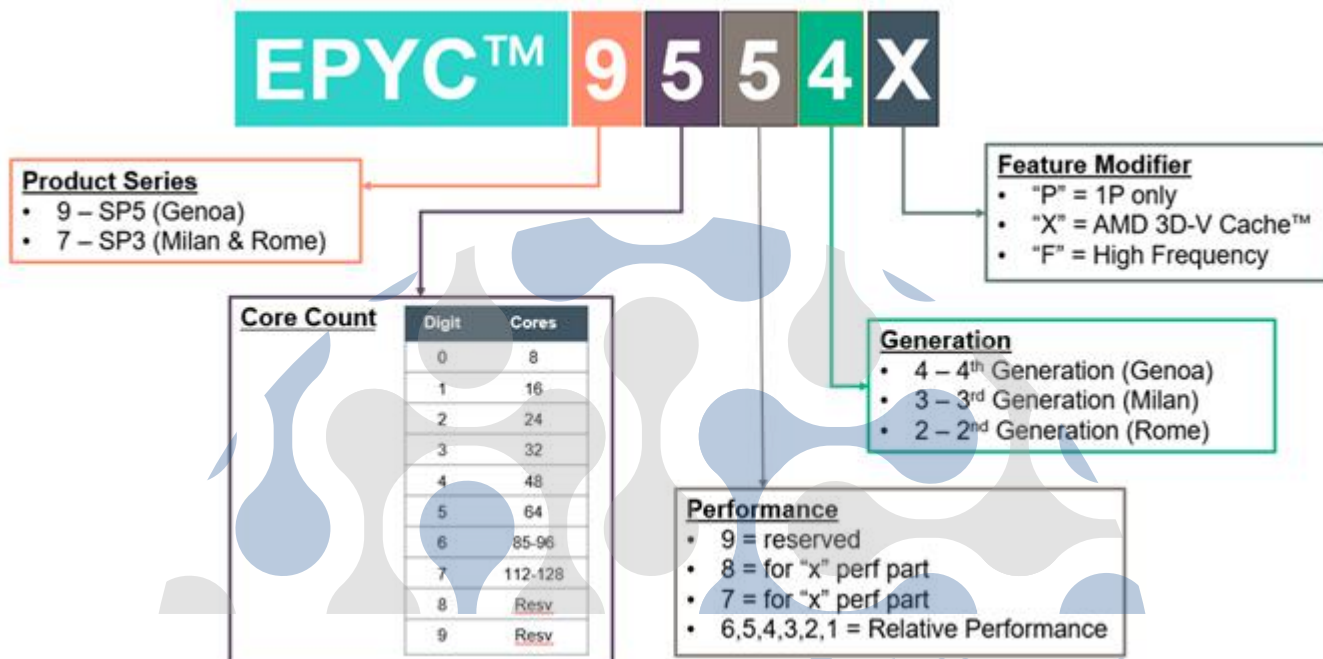 EPYC™ 9 5 5 4 X
Product Series
• 9 – SP5 (Genoa)
• 7 – SP3 (Milan & Rome)
Feature Modifier
• “P” = 1P only
• “X” = AMD 3D-V Cache™
• “F” = High Frequency
Core Count
Digit Cores
0 8
1 16
2 24
3 32
4 48
5 64
6 85-96
7 112-128
8 Resv
9 Resv
Generation
• 4 – 4th Generation (Genoa)
• 3 – 3rd Generation (Milan)
• 2 – 2nd Generation (Rome)
Performance
• 9 = reserved
• 8 = for “x” perf part
• 7 = for “x” perf part
• 6,5,4,3,2,1 = Relative Performance